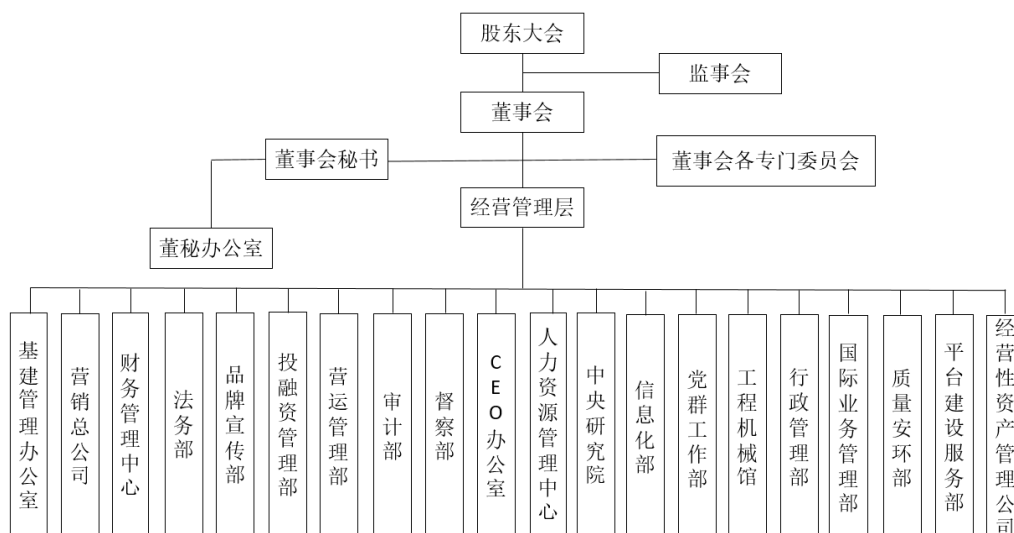 股东大会
监事会
董事会
董事会秘书
董事会各专门委员会
经营管理层
董秘办公室
基建管理办公室
营销总公司
财务管理中心
法务部
品牌宣传部
投融资管理部
营运管理部
审计部
督察部
CEO办公室
人力资源管理中心
中央研究院
信息化部
党群工作部
工程机械馆
行政管理部
国际业务管理部
质量安环部
平台建设服务部
经营性资产管理公司